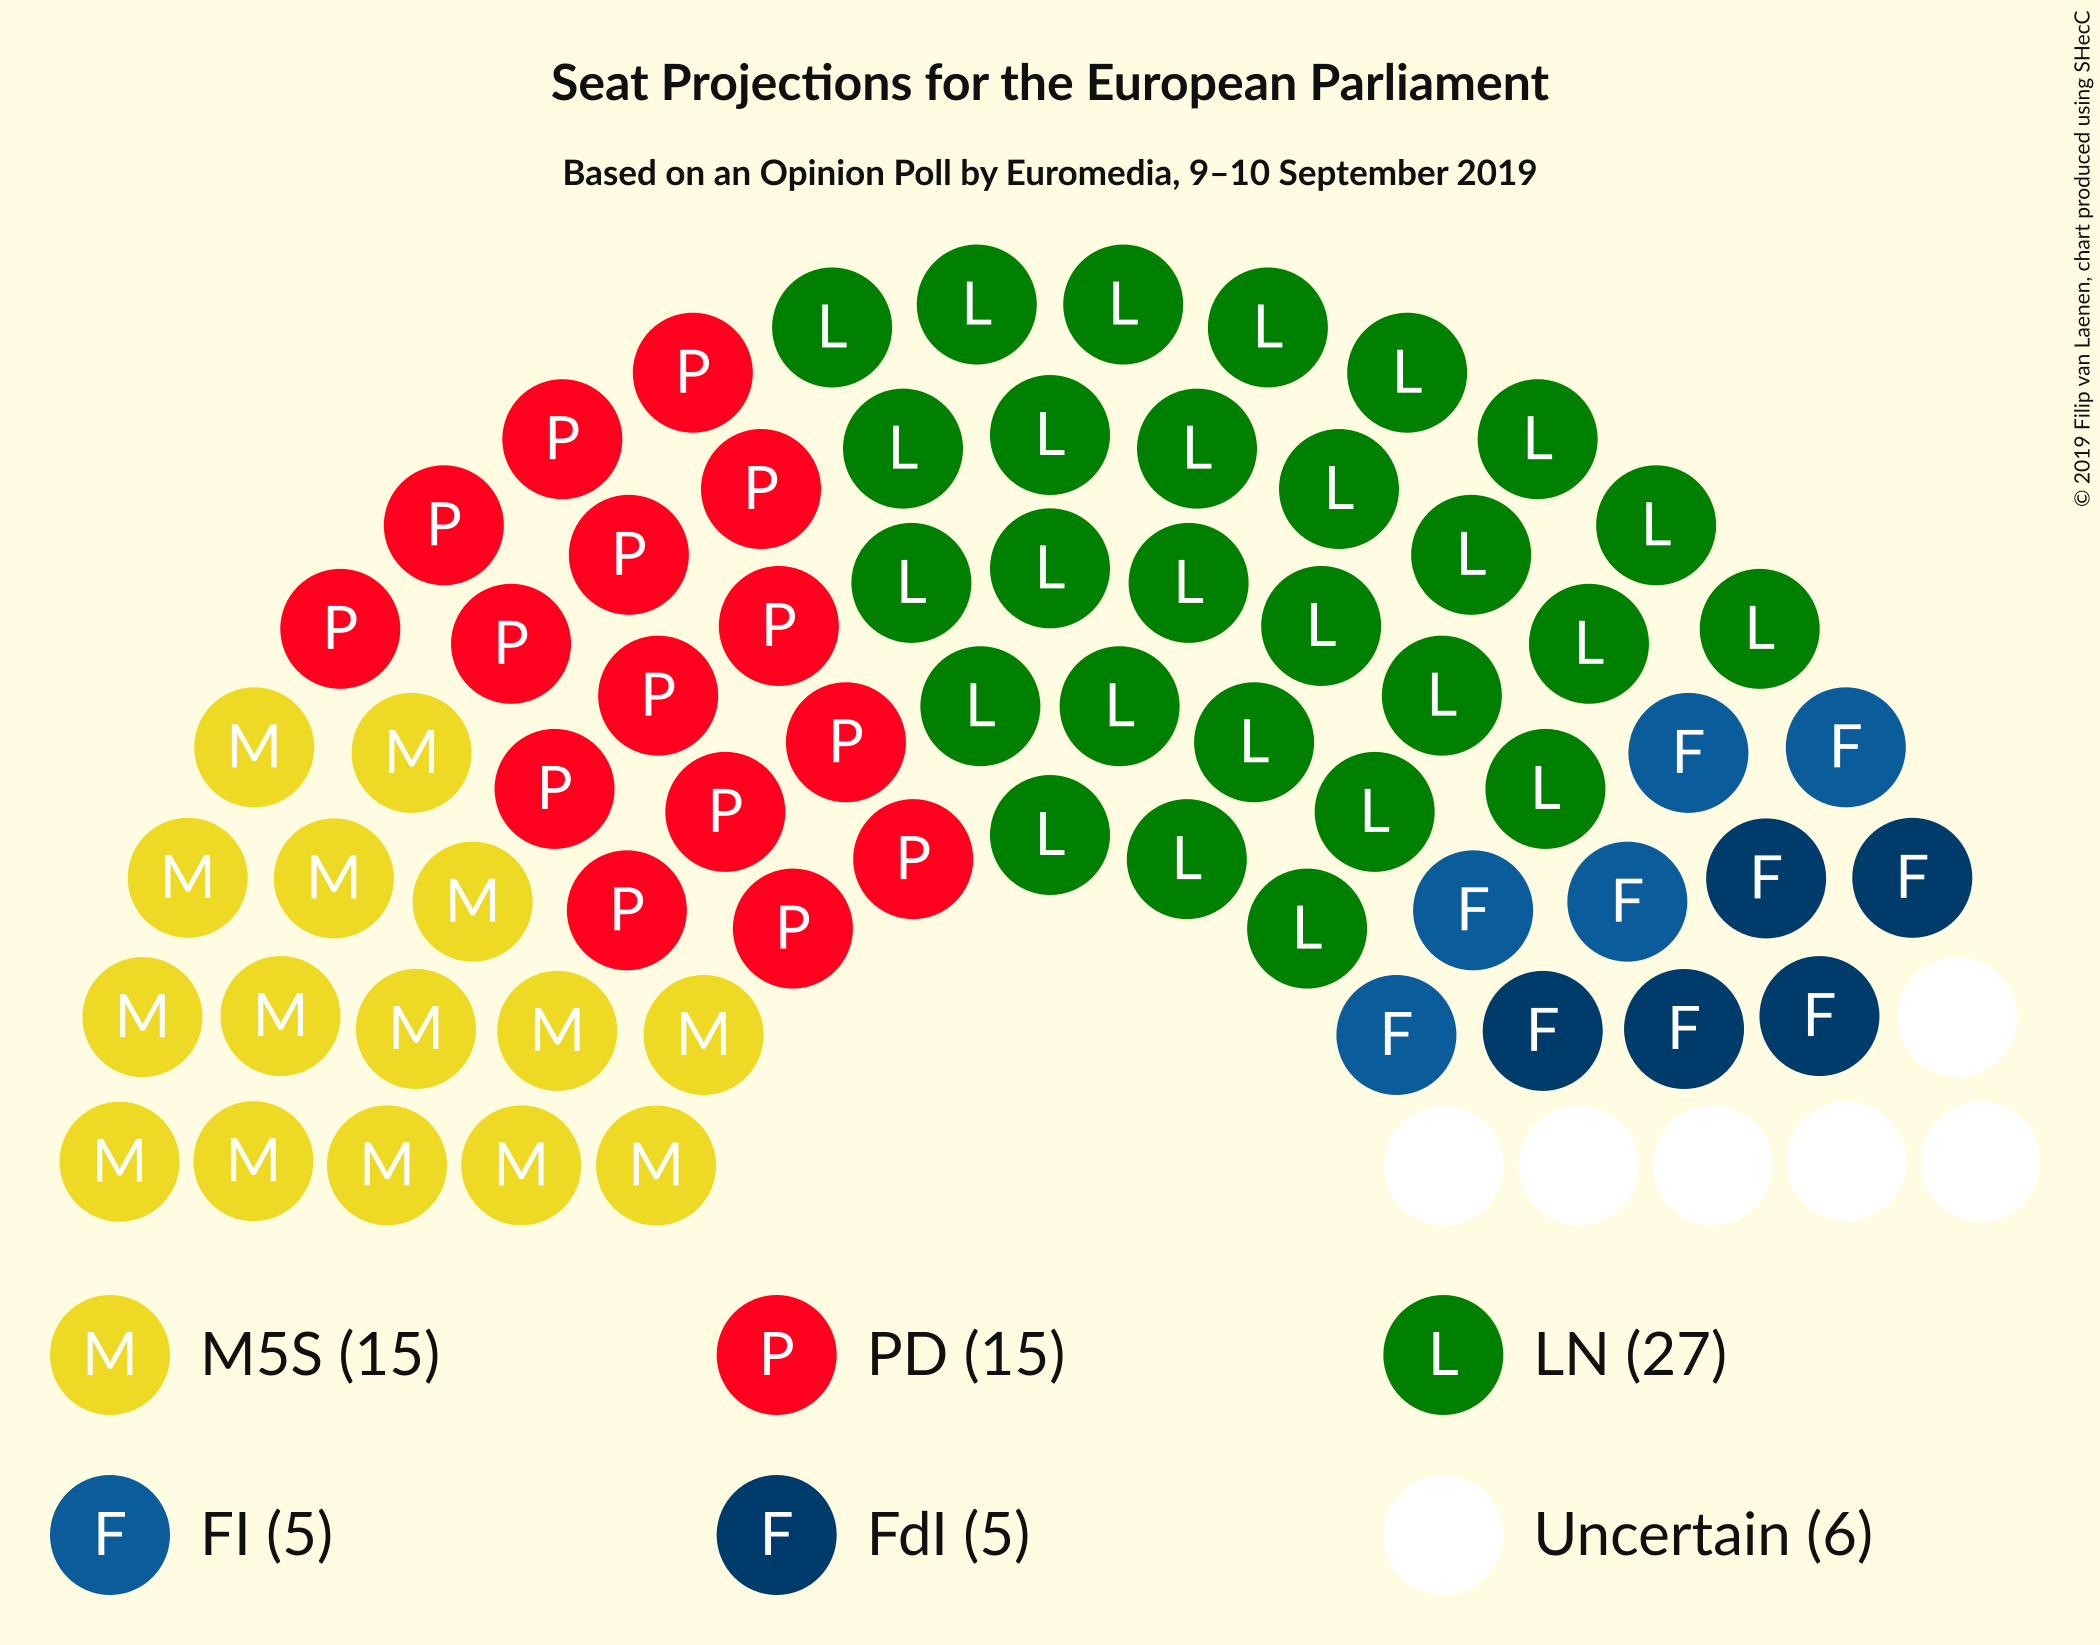 Seat Projections for the European Parliament
Based on an Opinion Poll by Euromedia, 9–10 September 2019
© 2019 Filip van Laenen, chart produced using SHecC
L L L L
P L
P L
L
P L L L
P L
P L
P L L L
P L
P L
P L
P L
L L
M M P P L L F F
P L
P L
P L
M M M P L F F F F
P P L F
P L
M M M M M F F F F
M M M M M
M M5S (15) P PD (15) L LN (27)
F FI (5) F FdI (5) Uncertain (6)